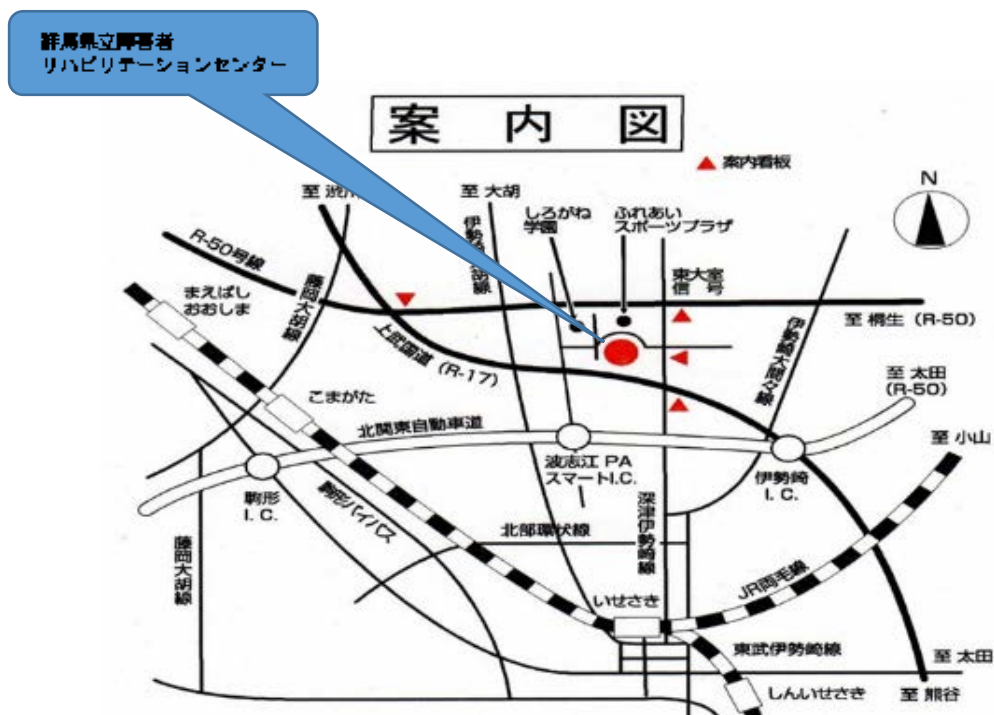 群馬県立障害者
リハビリテーションセンター
案内図
案内看板
至 渋川
至 大胡
しろがね
学園
ふれあい
スポーツプラザ
N
R-50号線
藤岡大胡線
東大室
信号
まえばし
おおしま
至 桐生 (R-50)
上武国道 (R-17)
伊勢崎大間々線
至 太田
(R-50)
こまがた
北関東自動車道
至 小山
波志江 PA
スマートI.C.
伊勢崎
I.C.
駒形
I.C.
駒形バイパス
深津伊勢崎線
北部環状線
藤岡大胡線
JR両毛線
いせさき
東武伊勢崎線
至 太田
しんいせさき
至 熊谷